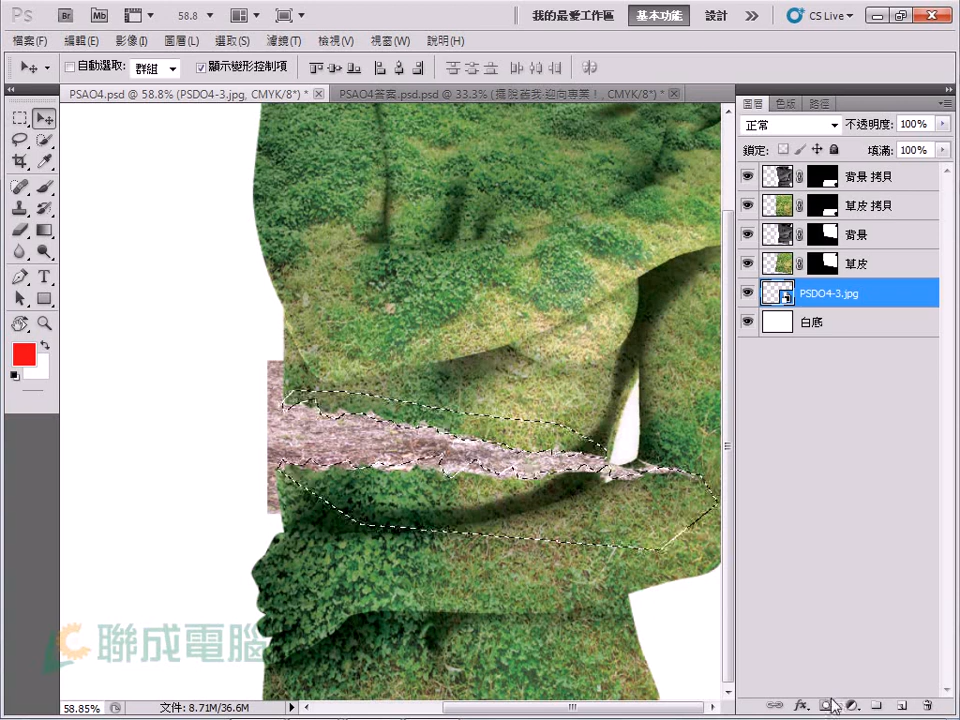 Ps Br Mb 58.8 我的最愛工作區 基本功能 設計 CS Live
檔案(F) 編輯(E) 影像(I) 圖層(L) 選取(S) 濾鏡(T) 檢視(V) 視窗(W) 說明(H)
自動選取: 群組 顯示變形控制項
PSAO4.psd @ 58.8% (PSDO4-3.jpg, CMYK/8*) * PSAO4答案.psd.psd @ 33.3% (擺脫舊我.迎向專業！, CMYK/8*) *
圖層 色版 路徑
正常 不透明度: 100%
鎖定: 填滿: 100%
背景 拷貝
草皮 拷貝
背景
草皮
PSDO4-3.jpg
白底
聯成電腦
58.85% 文件: 8.71M/36.6M